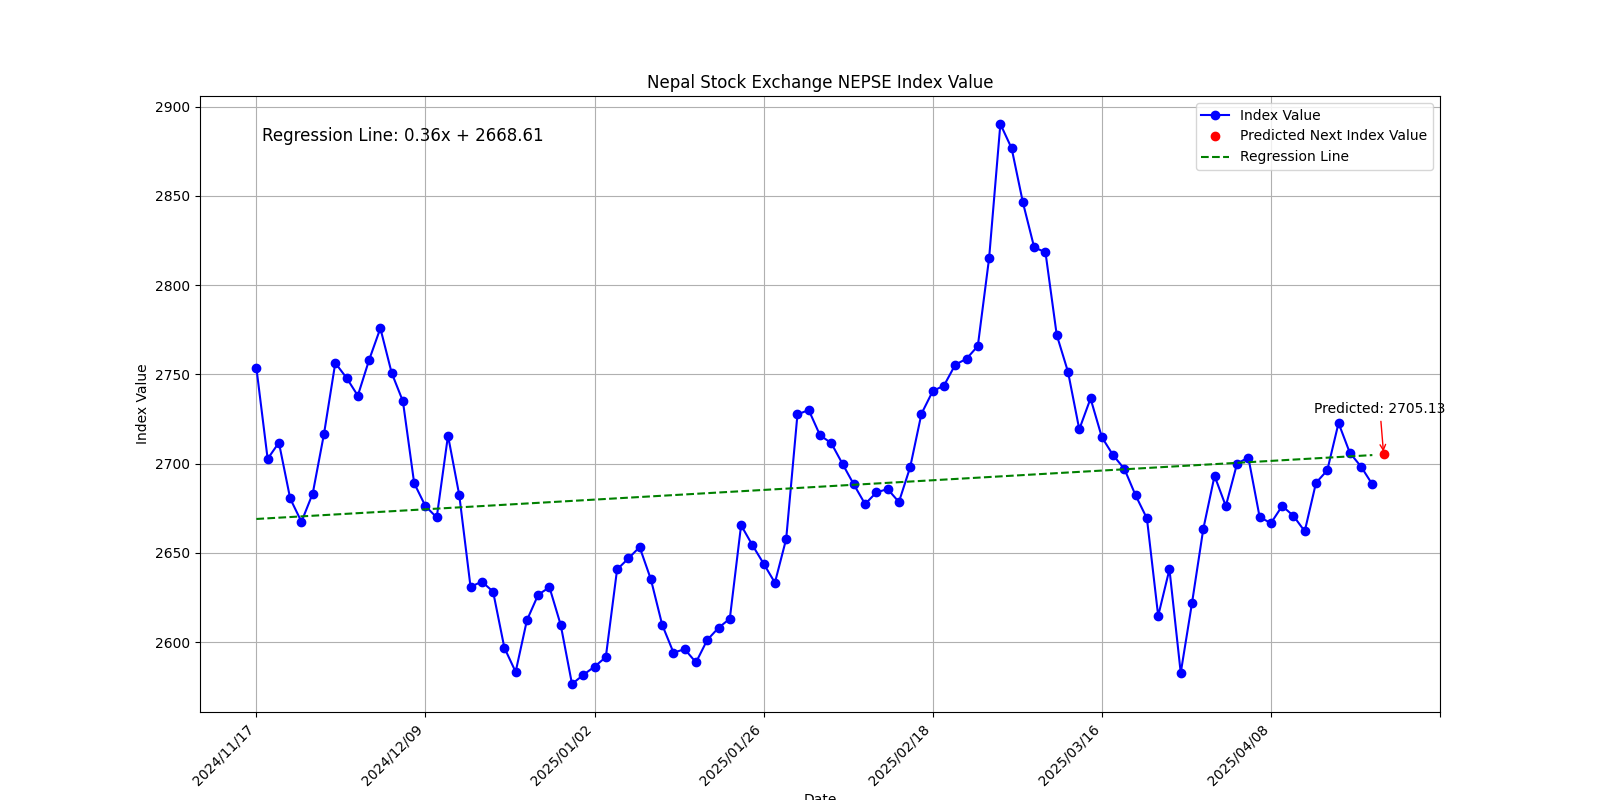 Nepal Stock Exchange NEPSE Index Value
Regression Line: 0.36x + 2668.61
Index Value
Predicted Next Index Value
Regression Line
2900
2850
2800
2750
2700
2650
2600
Index Value
Predicted: 2705.13
2024/11/17
2024/12/09
2025/01/02
2025/01/26
2025/02/18
2025/03/16
2025/04/08
Date